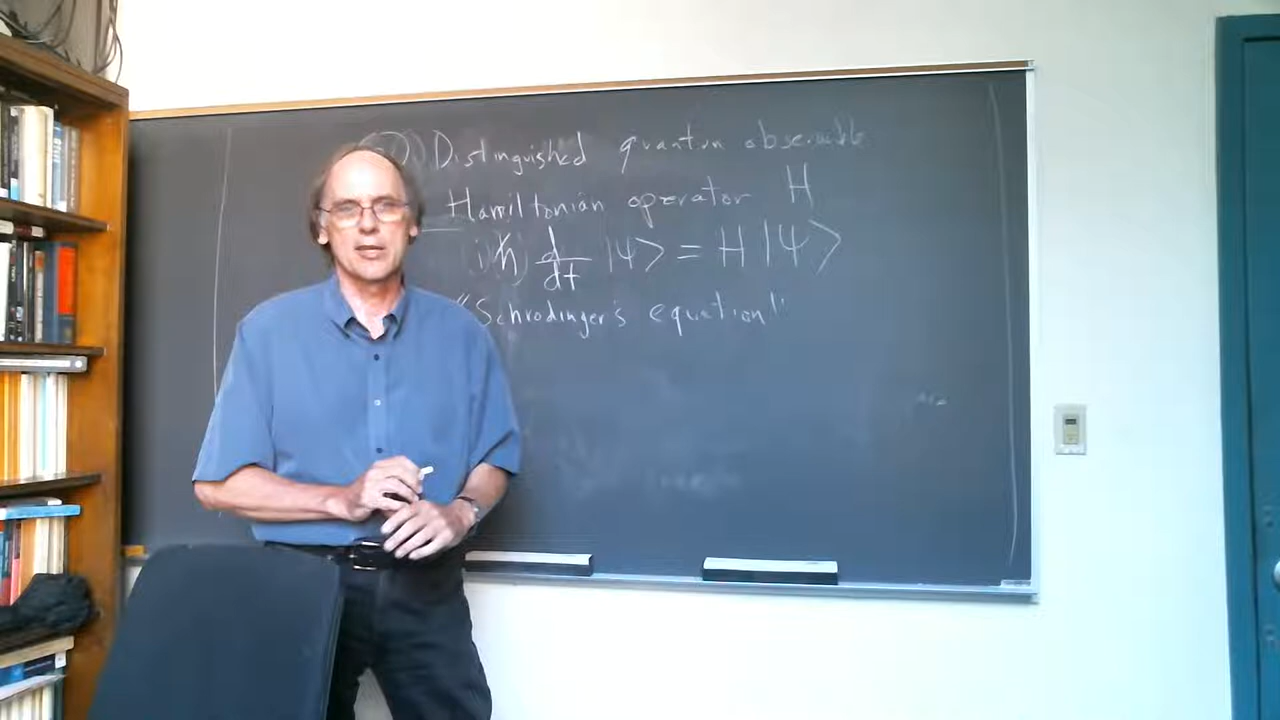 Distinguished quantum observable
Hamiltonian operator H
iħ d/dt |ψ> = H |ψ>
"Schrodinger's equation"